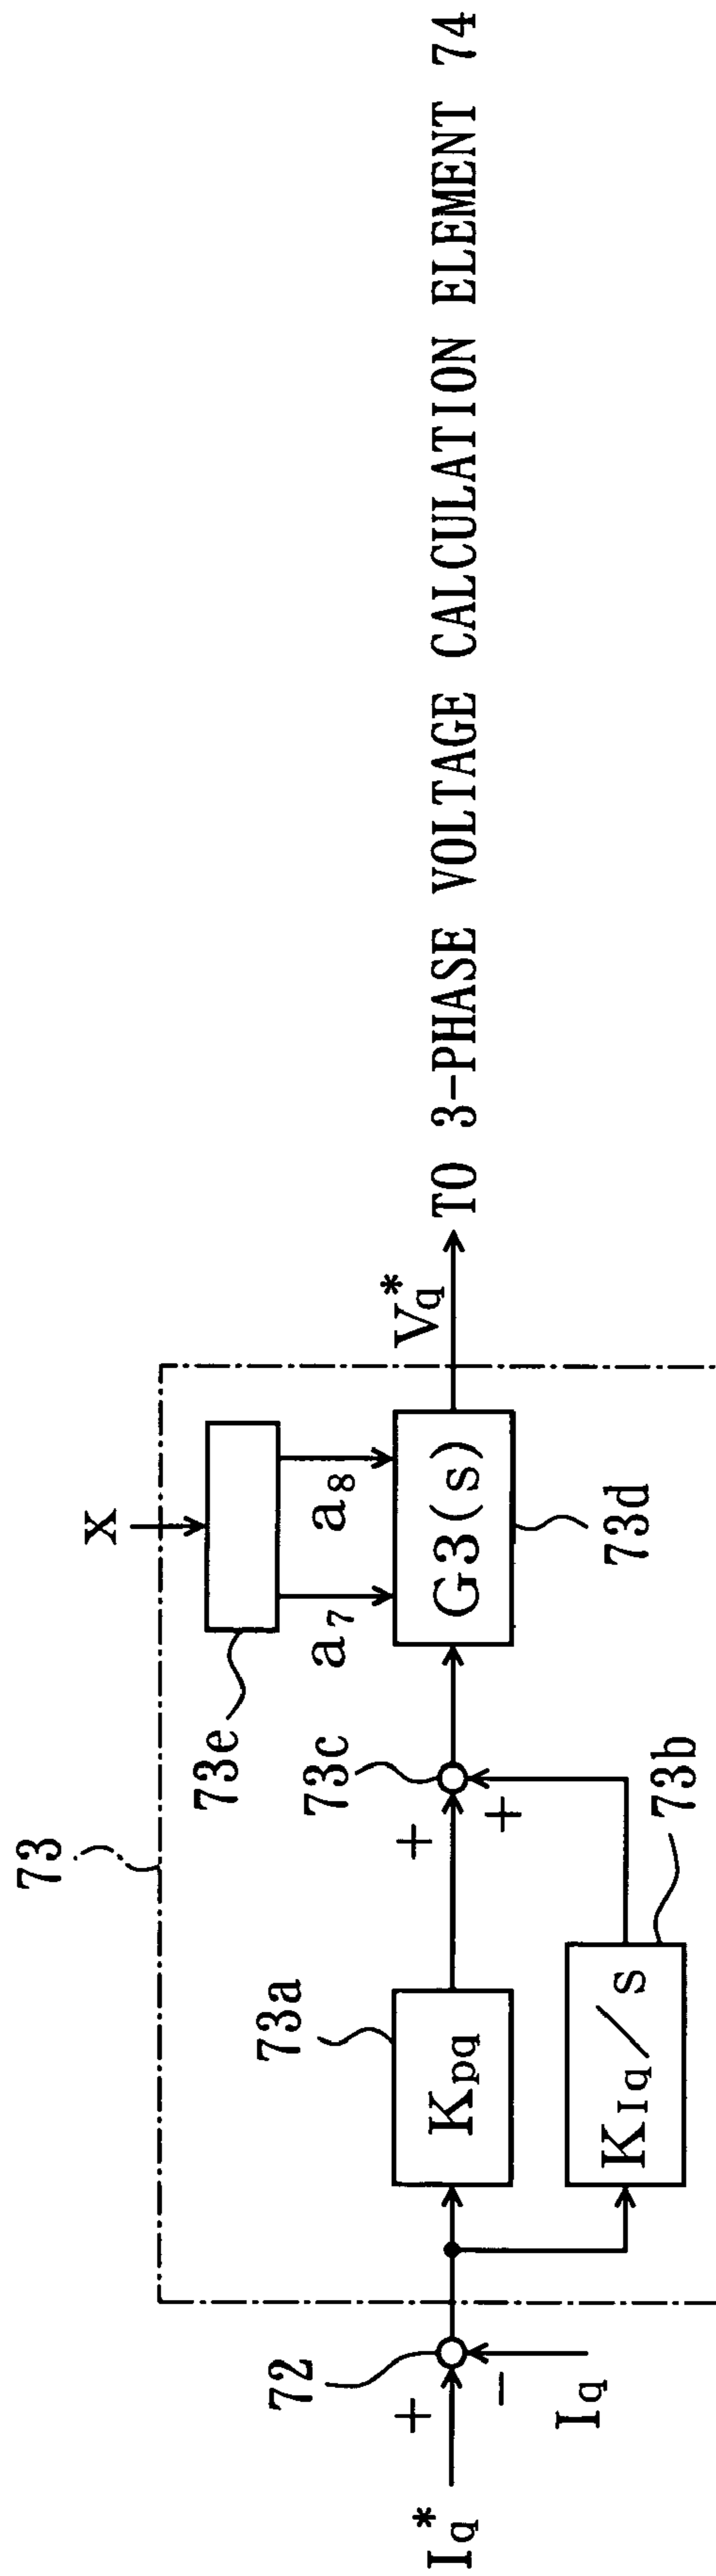 73
X
73e
a₇
a₈
Iq*
+
−
Iq
72
73a
Kpq
KIq/s
73b
+
+
73c
G3(s)
73d
Vq*
TO 3-PHASE VOLTAGE CALCULATION ELEMENT 74